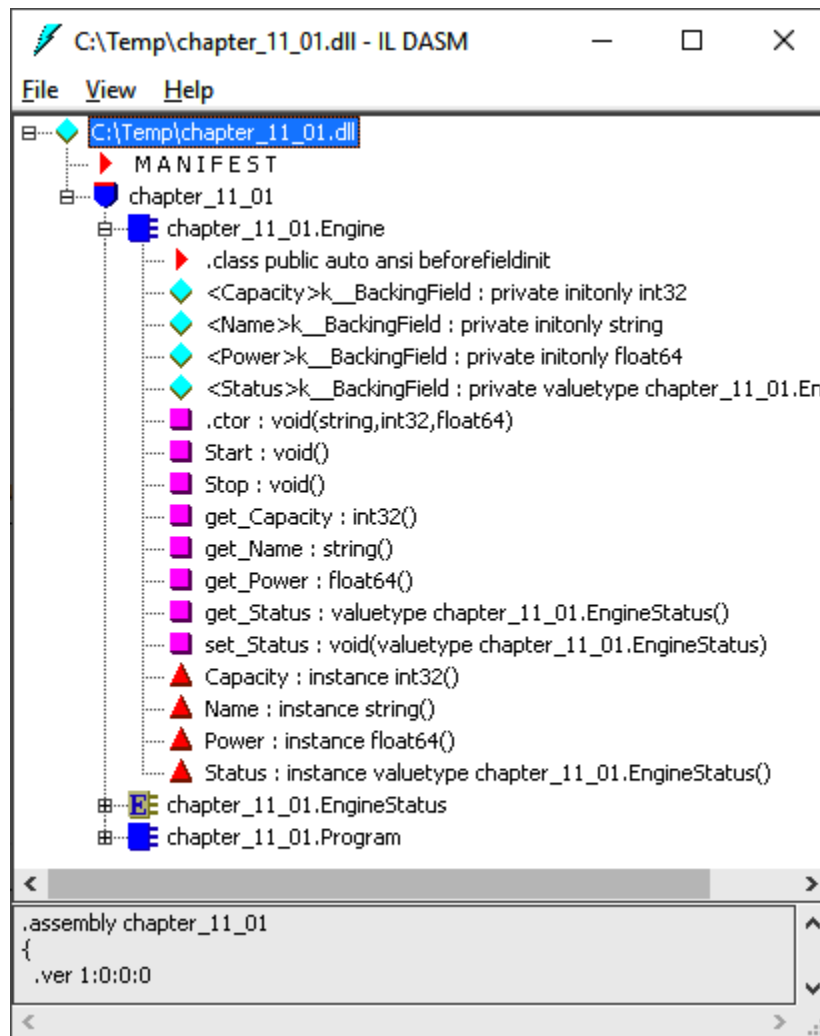 C:\Temp\chapter_11_01.dll - IL DASM
File View Help
C:\Temp\chapter_11_01.dll
M A N I F E S T
chapter_11_01
chapter_11_01.Engine
.class public auto ansi beforefieldinit
<Capacity>k__BackingField : private initonly int32
<Name>k__BackingField : private initonly string
<Power>k__BackingField : private initonly float64
<Status>k__BackingField : private valuetype chapter_11_01.En
.ctor : void(string,int32,float64)
Start : void()
Stop : void()
get_Capacity : int32()
get_Name : string()
get_Power : float64()
get_Status : valuetype chapter_11_01.EngineStatus()
set_Status : void(valuetype chapter_11_01.EngineStatus)
Capacity : instance int32()
Name : instance string()
Power : instance float64()
Status : instance valuetype chapter_11_01.EngineStatus()
E chapter_11_01.EngineStatus
chapter_11_01.Program
.assembly chapter_11_01
{
.ver 1:0:0:0